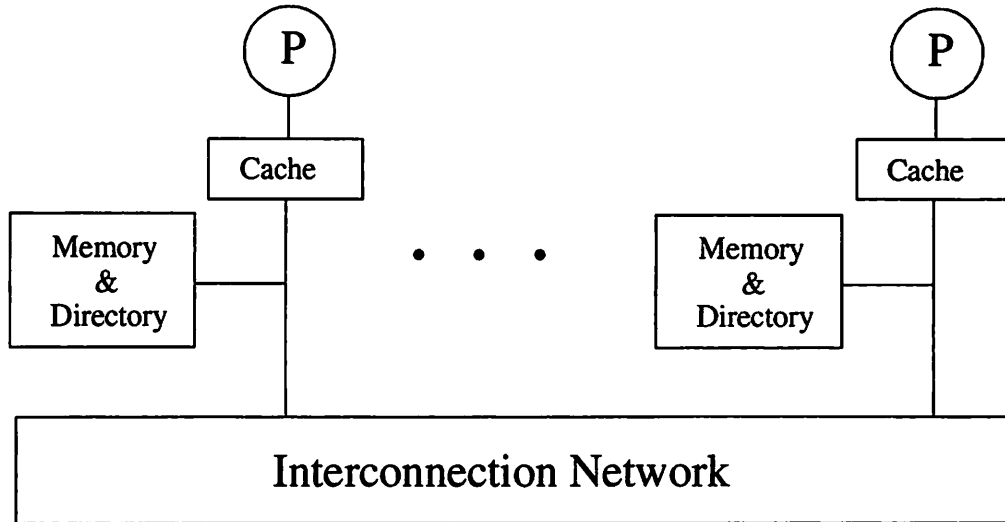 P
P
Cache
Cache
Memory
&
Directory
Memory
&
Directory
Interconnection Network